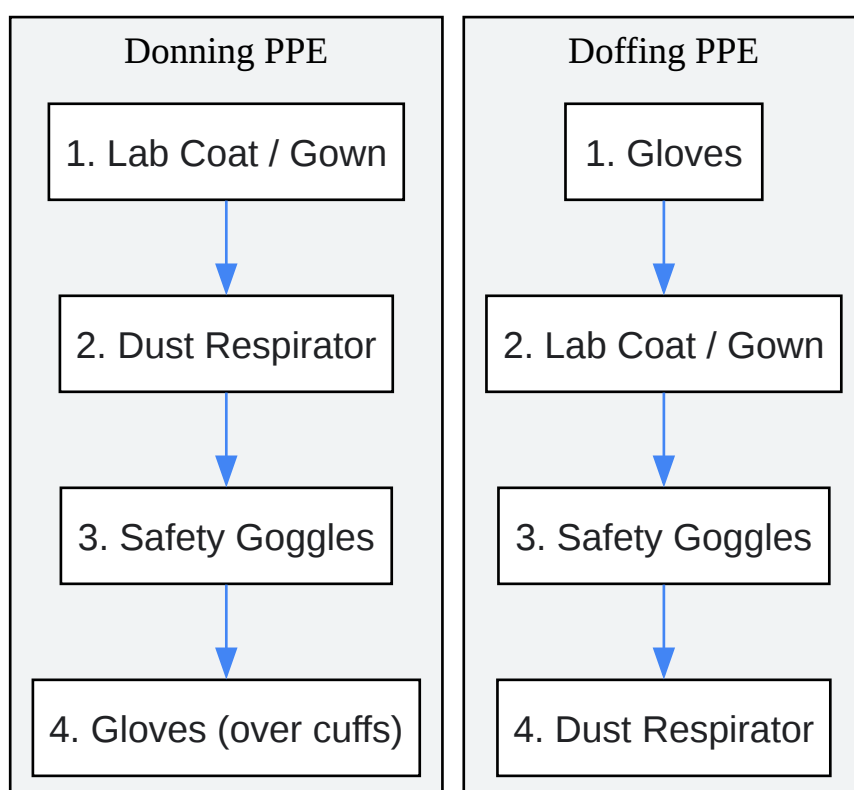 Donning PPE
1. Lab Coat / Gown
2. Dust Respirator
3. Safety Goggles
4. Gloves (over cuffs)
Doffing PPE
1. Gloves
2. Lab Coat / Gown
3. Safety Goggles
4. Dust Respirator